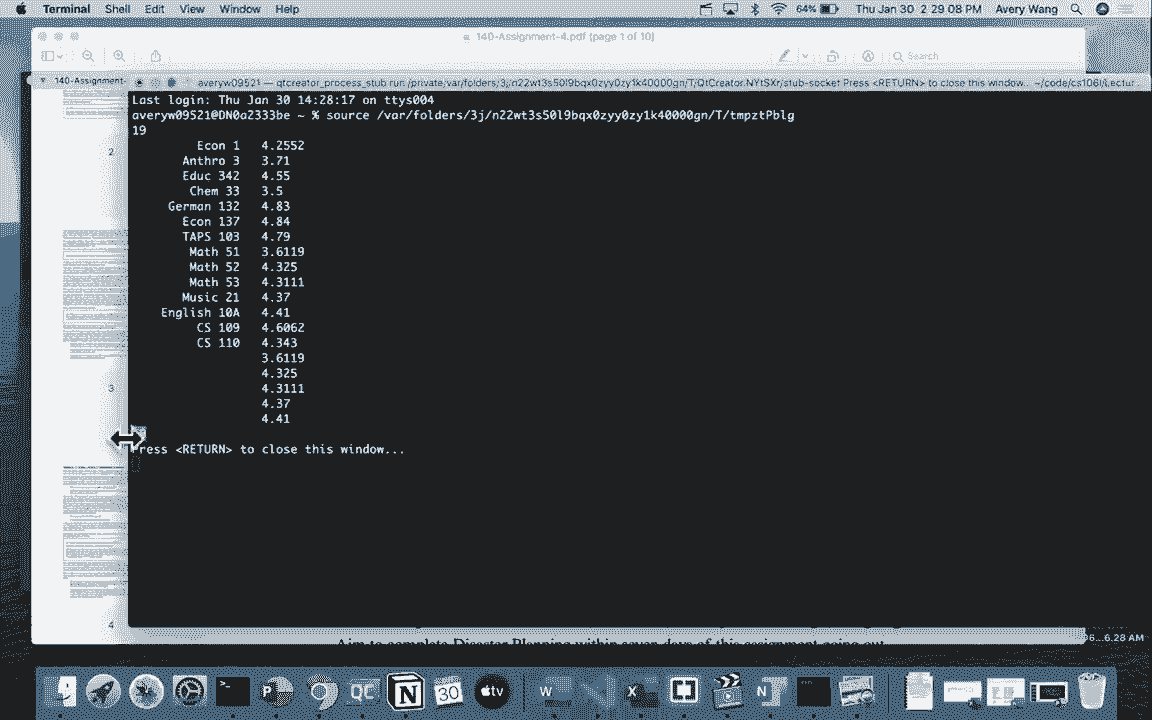 Terminal Shell Edit View Window Help 64% Thu Jan 30 2:29:08 PM Avery Wang
140-Assignment-4.pdf (page 1 of 10)
Search
140-Assignment- averyw09521 — qtcreator_process_stub run:/private/var/folders/3j/n22wt3s50l9bqx0zyy0zy1k40000gn/T/QtCreator.NYtSXr/stub-socket Press <RETURN> to close this window... ~/code/cs106l/Lectur
Last login: Thu Jan 30 14:28:17 on ttys004
averyw09521@DN0a2333be ~ % source /var/folders/3j/n22wt3s50l9bqx0zyy0zy1k40000gn/T/tmpztPblg
19
Econ 1 4.2552
Anthro 3 3.71
Educ 342 4.55
Chem 33 3.5
German 132 4.83
Econ 137 4.84
TAPS 103 4.79
Math 51 3.6119
Math 52 4.325
Math 53 4.3111
Music 21 4.37
English 10A 4.41
CS 109 4.6062
CS 110 4.343
3.6119
4.325
4.3111
4.37
4.41
Press <RETURN> to close this window...
2
3
4
Aim to complete Disaster Planning within seven days of this assignment going out
6.28 AM
QC
N
30
tv
W
X
N